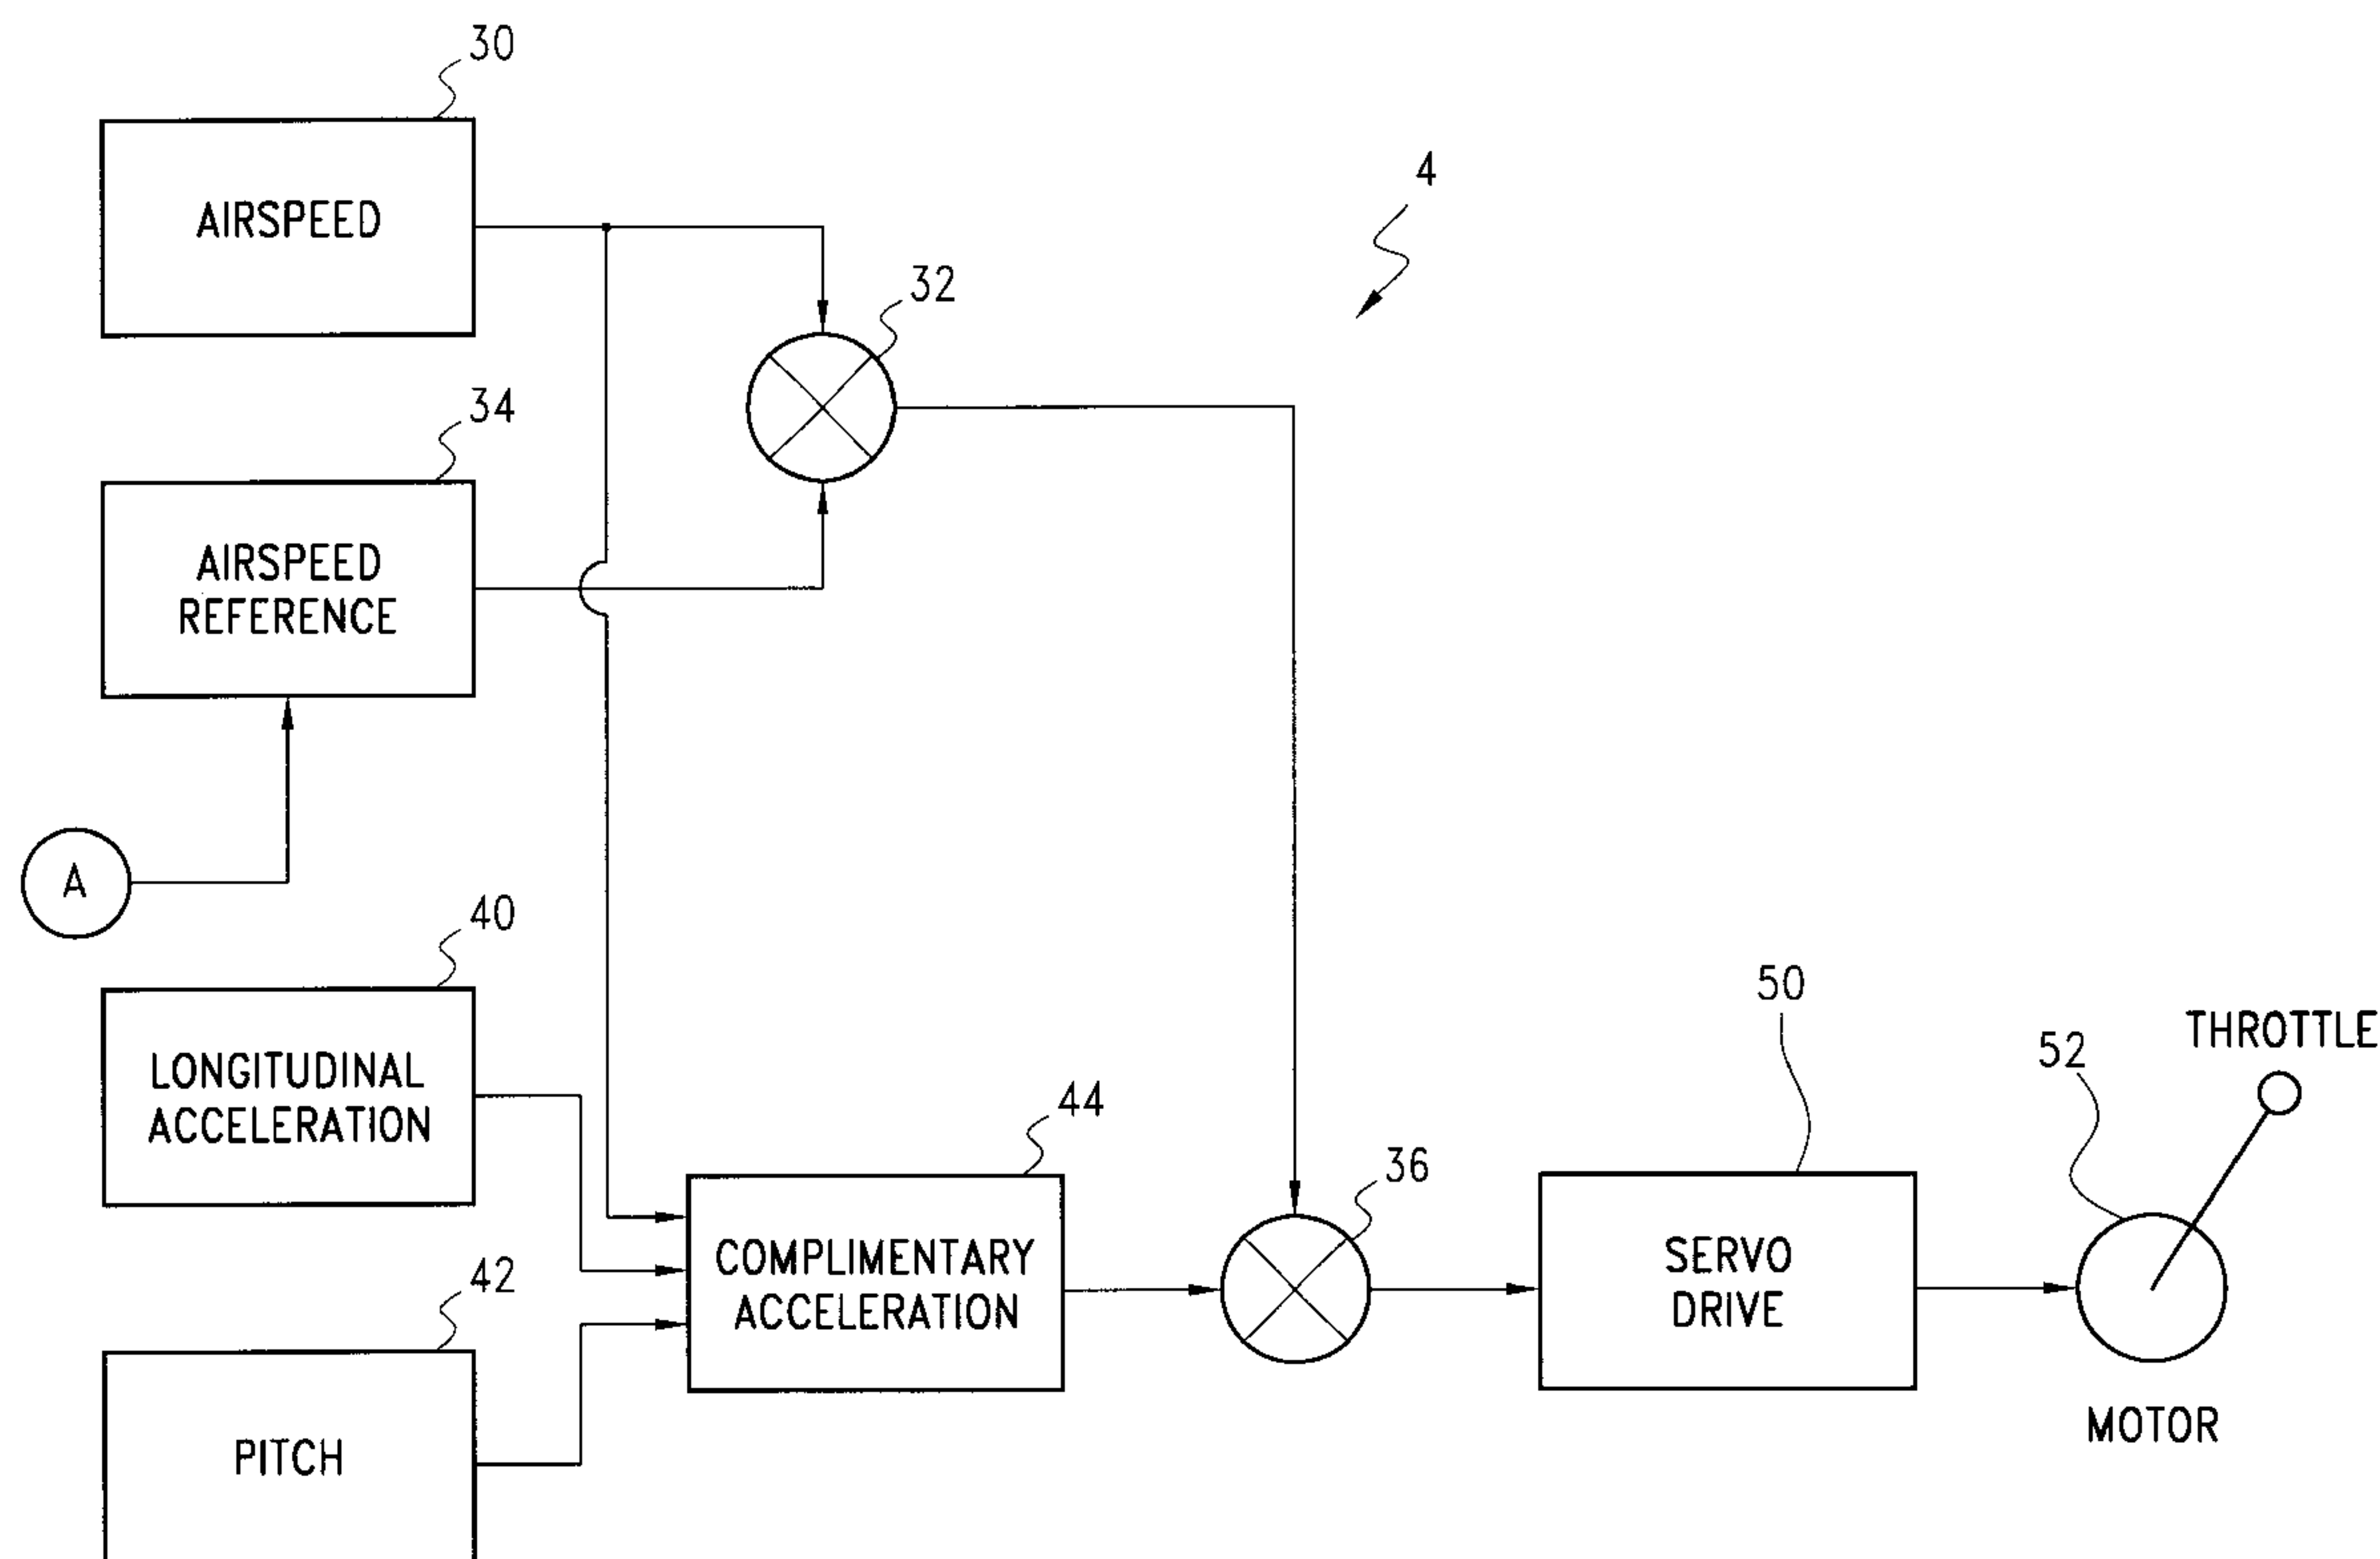 30
AIRSPEED
4
32
34
AIRSPEED
REFERENCE
A
40
LONGITUDINAL
ACCELERATION
50
THROTTLE
52
44
36
COMPLIMENTARY
ACCELERATION
SERVO
DRIVE
42
PITCH
MOTOR